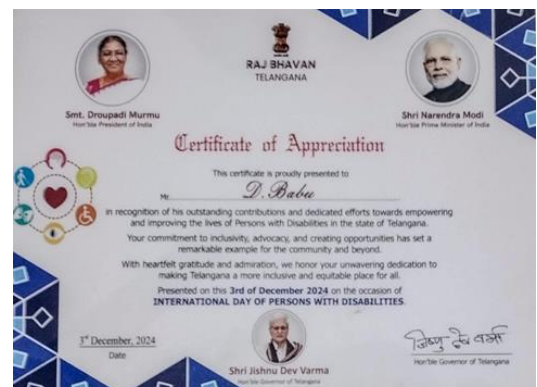 RAJ BHAVAN
TELANGANA
Smt. Droupadi Murmu
Hon'ble President of India
Shri Narendra Modi
Hon'ble Prime Minister of India
Certificate of Appreciation
This certificate is proudly presented to
Mr. D. Babu
in recognition of his outstanding contributions and dedicated efforts towards empowering
and improving the lives of Persons with Disabilities in the state of Telangana.
Your commitment to inclusivity, advocacy, and creating opportunities has set a
remarkable example for the community and beyond.
With heartfelt gratitude and admiration, we honor your unwavering dedication to
making Telangana a more inclusive and equitable place for all.
Presented on this 3rd of December 2024 on the occasion of
INTERNATIONAL DAY OF PERSONS WITH DISABILITIES.
3rd December, 2024
Date
जिष्णु देव वर्मा
Hon'ble Governor of Telangana
Shri Jishnu Dev Varma
Hon'ble Governor of Telangana